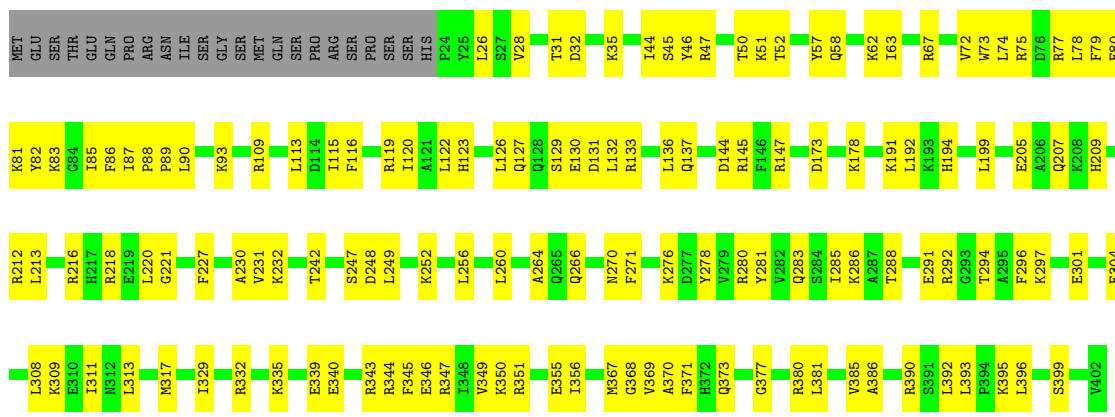 MET GLU SER THR GLU GLN PRO ARG ASN ILE SER GLY SER MET GLN SER PRO ARG SER PRO SER SER HIS P24 Y25 L26 S27 V28 T31 D32 K35 I44 S45 Y46 R47 T50 K51 T52 Y57 Q58 K62 I63 R67 V72 W73 L74 R75 D76 R77 L78 F79
K81 Y82 K83 G84 I85 F86 I87 P88 P89 L90 K93 R109 L113 D114 I115 F116 R119 I120 A121 L122 H123 L126 Q127 Q128 S129 E130 D131 L132 R133 L136 Q137 D144 R145 F146 R147 D173 K178 K191 L192 K193 H194 L199 E205 A206 Q207 K208 H209
R212 L213 R216 H217 R218 E219 L220 G221 F227 A230 V231 K232 T242 S247 D248 L249 K252 L256 L260 A264 Q265 Q266 N270 F271 K276 D277 Y278 V279 R280 Y281 V282 Q283 S284 I285 K286 A287 T288 E291 R292 G293 T294 A295 F296 K297 E301
L308 K309 E310 I311 N312 L313 M317 I329 R332 K335 E339 E340 R343 R344 F345 E346 R347 I348 V349 K350 R351 E355 I356 M367 G368 V369 A370 F371 H372 Q373 G377 R380 L381 V385 A386 R390 S391 L392 L393 P394 K395 L396 S399 V402